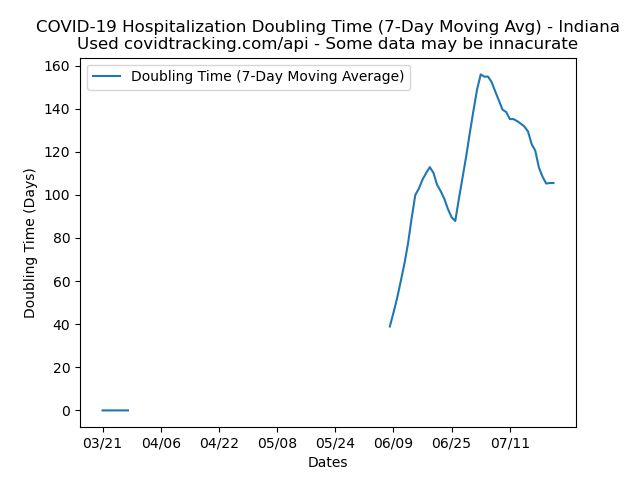 COVID-19 Hospitalization Doubling Time (7-Day Moving Avg) - Indiana
Used covidtracking.com/api - Some data may be innacurate
Doubling Time (7-Day Moving Average)
160
140
120
100
80
60
40
20
0
Doubling Time (Days)
03/21 04/06 04/22 05/08 05/24 06/09 06/25 07/11
Dates